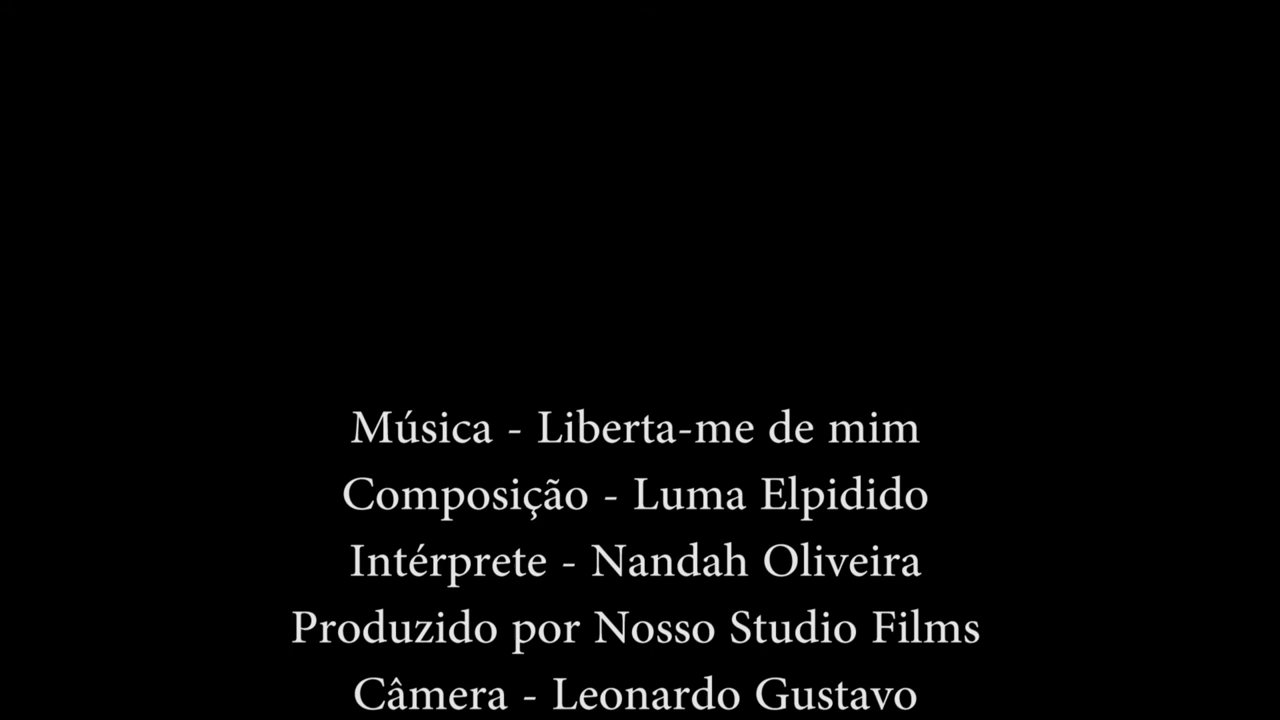 Música - Liberta-me de mim
Composição - Luma Elpidido
Intérprete - Nandah Oliveira
Produzido por Nosso Studio Films
Câmera - Leonardo Gustavo